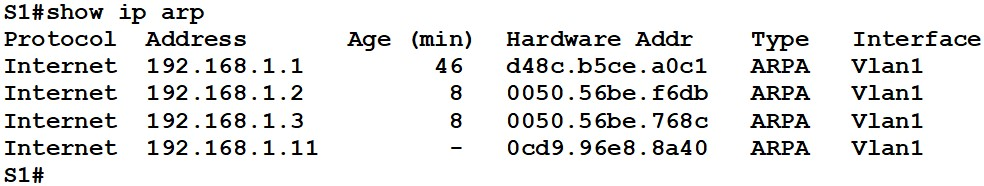 S1#show ip arp
Protocol  Address          Age (min)  Hardware Addr   Type   Interface
Internet  192.168.1.1             46   d48c.b5ce.a0c1  ARPA   Vlan1
Internet  192.168.1.2              8   0050.56be.f6db  ARPA   Vlan1
Internet  192.168.1.3              8   0050.56be.768c  ARPA   Vlan1
Internet  192.168.1.11             -   0cd9.96e8.8a40  ARPA   Vlan1
S1#